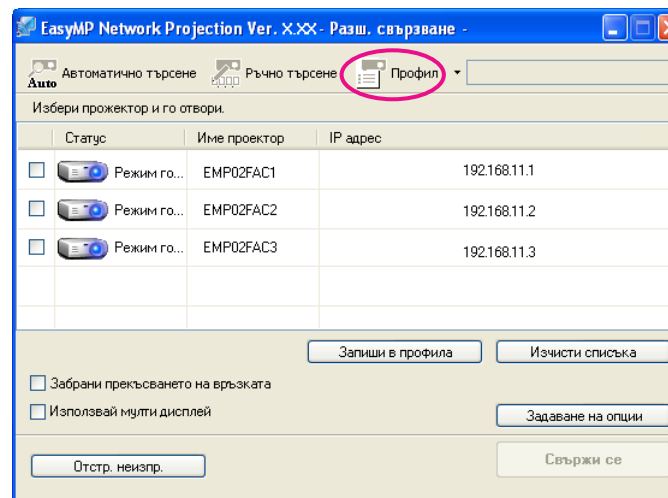 EasyMP Network Projection Ver. X.XX - Разш. свързване -
Auto Автоматично търсене Ръчно търсене Профил
Избери прожектор и го отвори.
Статус Име проектор IP адрес
Режим го... EMP02FAC1 192.168.11.1
Режим го... EMP02FAC2 192.168.11.2
Режим го... EMP02FAC3 192.168.11.3
Запиши в профила Изчисти списъка
Забрани прекъсването на връзката
Използвай мулти дисплей Задаване на опции
Отстр. неизпр. Свържи се